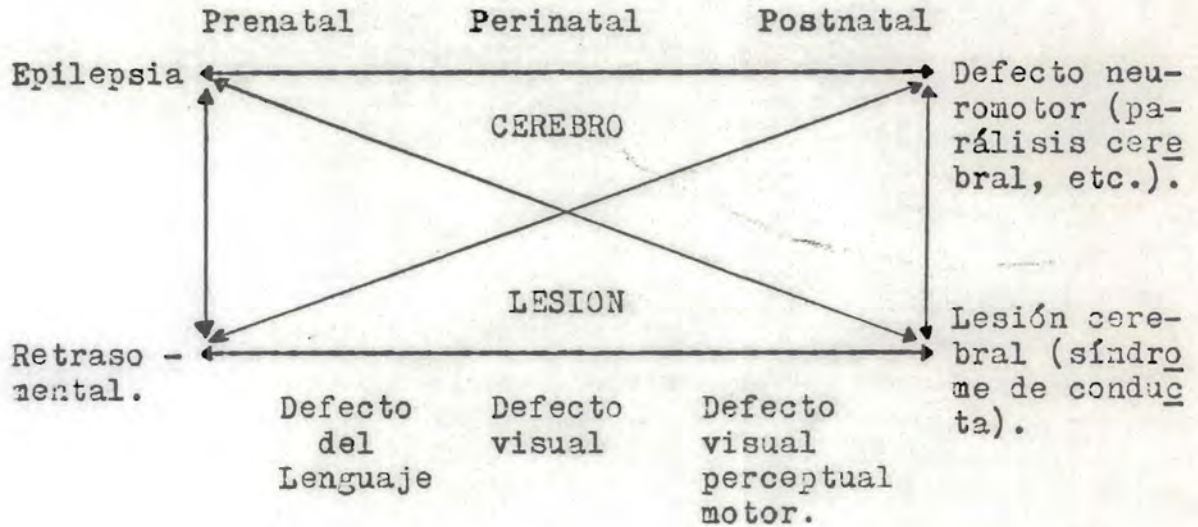 Prenatal Perinatal Postnatal
Epilepsia
Defecto neu-
romotor (pa-
rálisis cere
bral, etc.).
CEREBRO
LESION
Retraso -
mental.
Lesión cere-
bral (síndro
me de conduc
ta).
Defecto
del
Lenguaje
Defecto
visual
Defecto
visual
perceptual
motor.